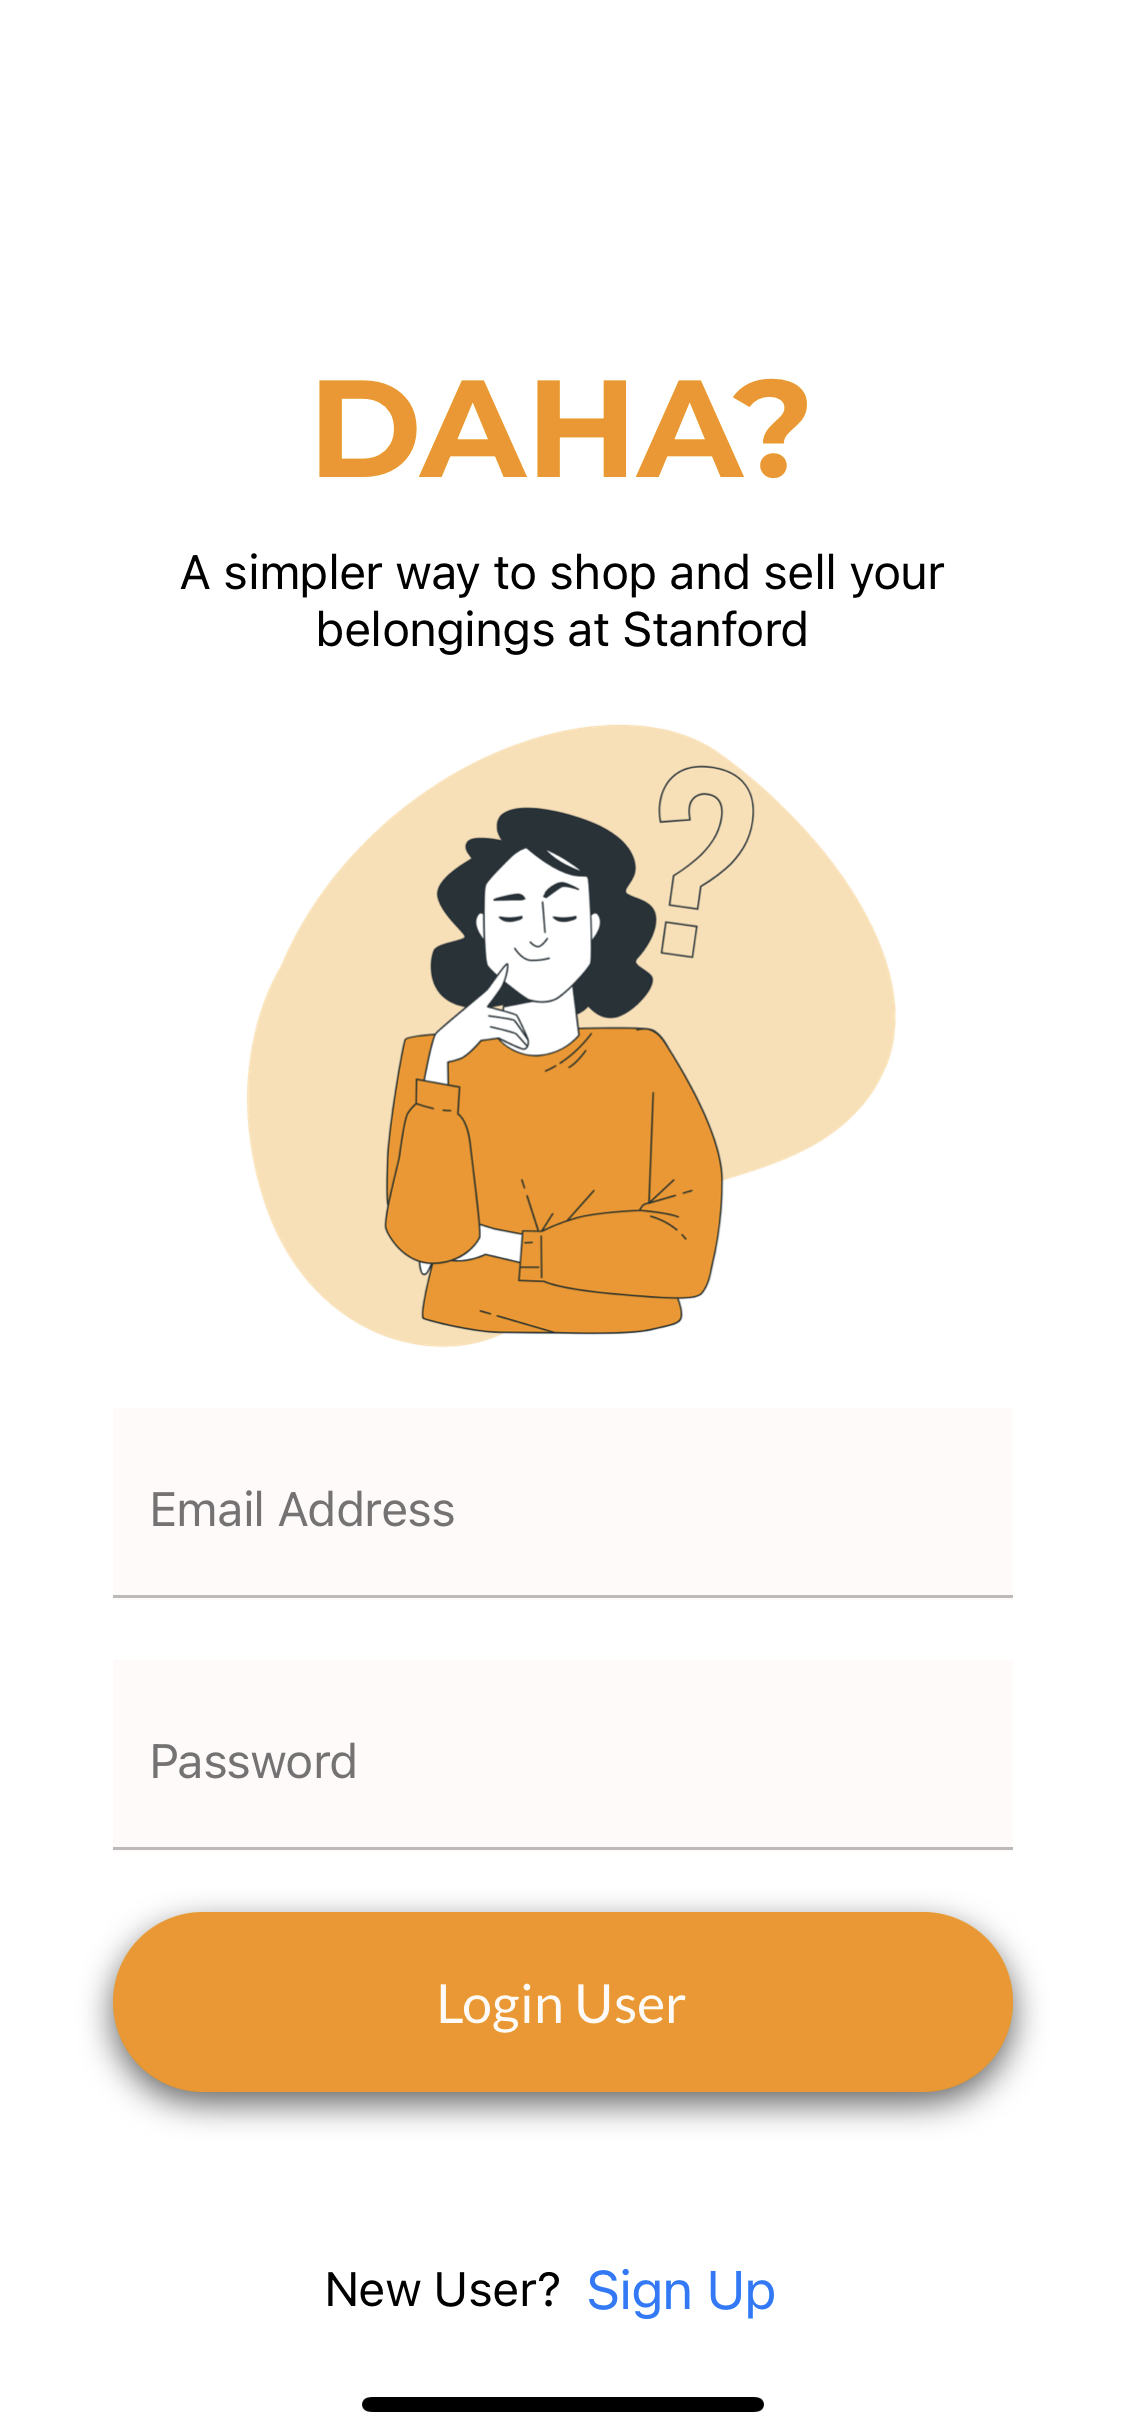 DAHA?
A simpler way to shop and sell your
belongings at Stanford
?
Email Address
Password
Login User
New User? Sign Up